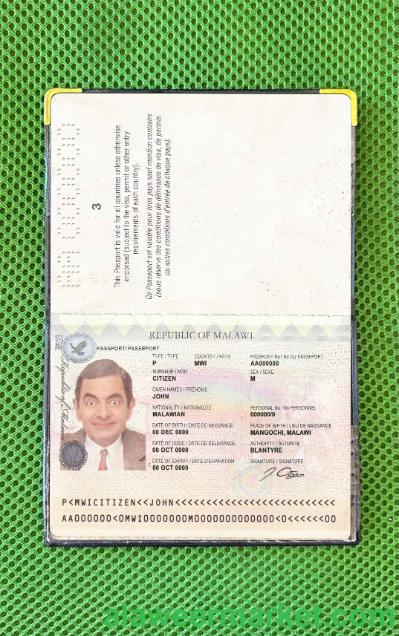 3
This Passport is valid for all countries unless otherwise
endorsed (subject to the visa, permit or other entry
requirements of each country).
Ce Passeport est valable pour tous pays sauf mention contraire
(sous réserve des conditions de délivrance de visa, de permis
ou autres conditions d'entrée de chaque pays).
REPUBLIC OF MALAWI
PASSPORT/PASSEPORT
TYPE / TYPE COUNTRY / PAYS PASSPORT No / No DU PASSEPORT
P MWI AA000000
SURNAME / NOM SEX / SEXE
CITIZEN M
GIVEN NAMES / PRÉNOMS
JOHN
NATIONALITY / NATIONALITÉ PERSONAL No / No PERSONNEL
MALAWIAN 000000/0
DATE OF BIRTH / DATE DE NAISSANCE PLACE OF BIRTH / LIEU DE NAISSANCE
00 DEC 0000 MANGOCHI, MALAWI
DATE OF ISSUE / DATE DE DÉLIVRANCE AUTHORITY / AUTORITÉ
00 OCT 0000 BLANTYRE
DATE OF EXPIRY / DATE D'EXPIRATION SIGNATURE / SIGNATURE
00 OCT 0000
P<MWICITIZEN<<JOHN<<<<<<<<<<<<<<<<<<<<<<<<<<
AA000000<0MWI0000000M0000000000000<0<<<<<<00